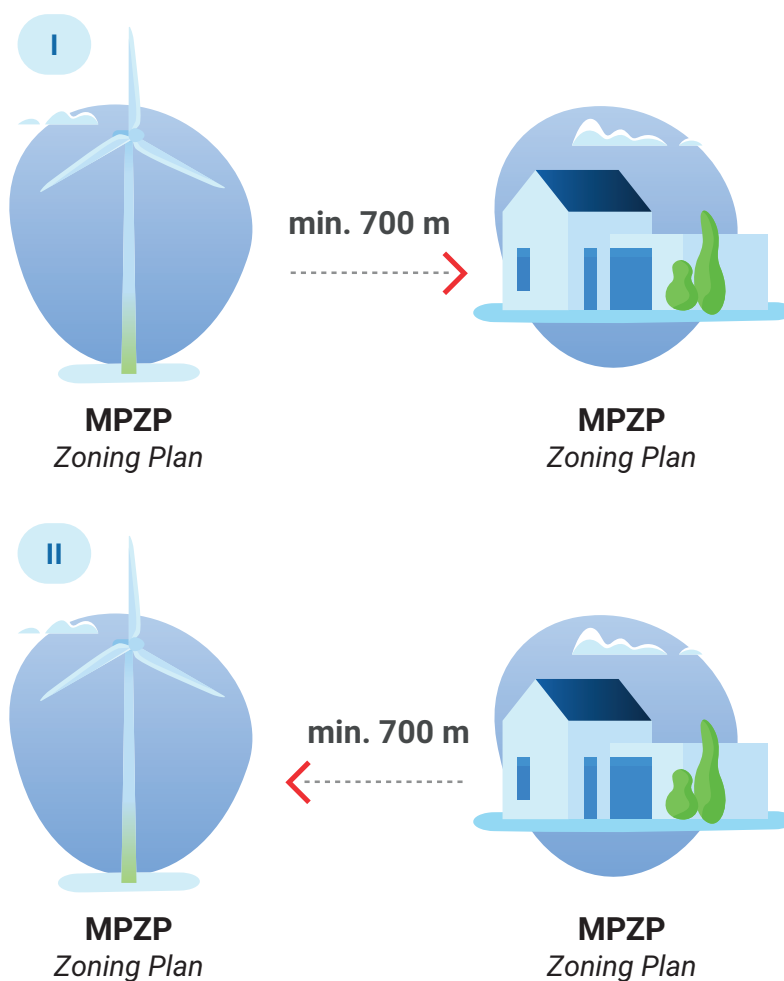 I
min. 700 m
MPZP
Zoning Plan
MPZP
Zoning Plan
II
min. 700 m
MPZP
Zoning Plan
MPZP
Zoning Plan